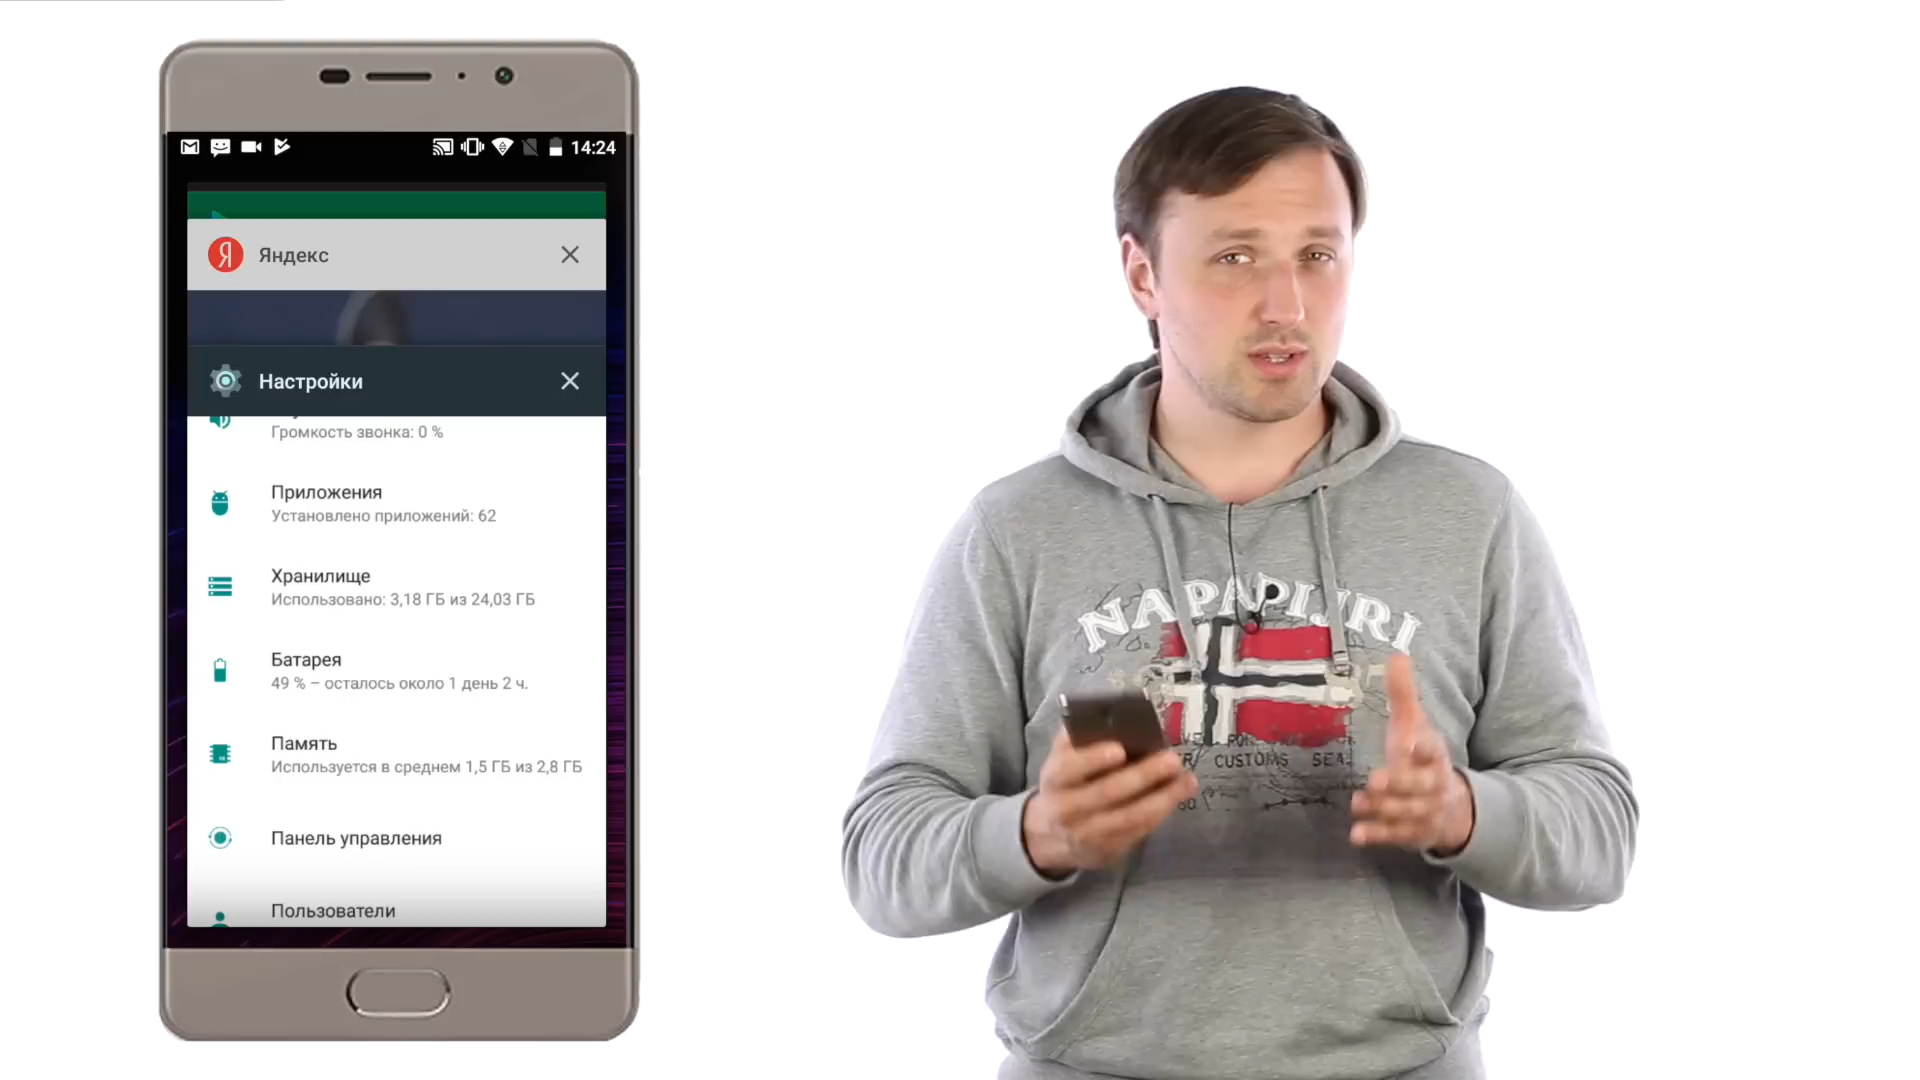 14:24
Яндекс
Настройки
Громкость звонка: 0 %
Приложения
Установлено приложений: 62
Хранилище
Использовано: 3,18 ГБ из 24,03 ГБ
Батарея
49 % – осталось около 1 день 2 ч.
Память
Используется в среднем 1,5 ГБ из 2,8 ГБ
Панель управления
Пользователи
NAPAPIJRI
CUSTOMS SEA